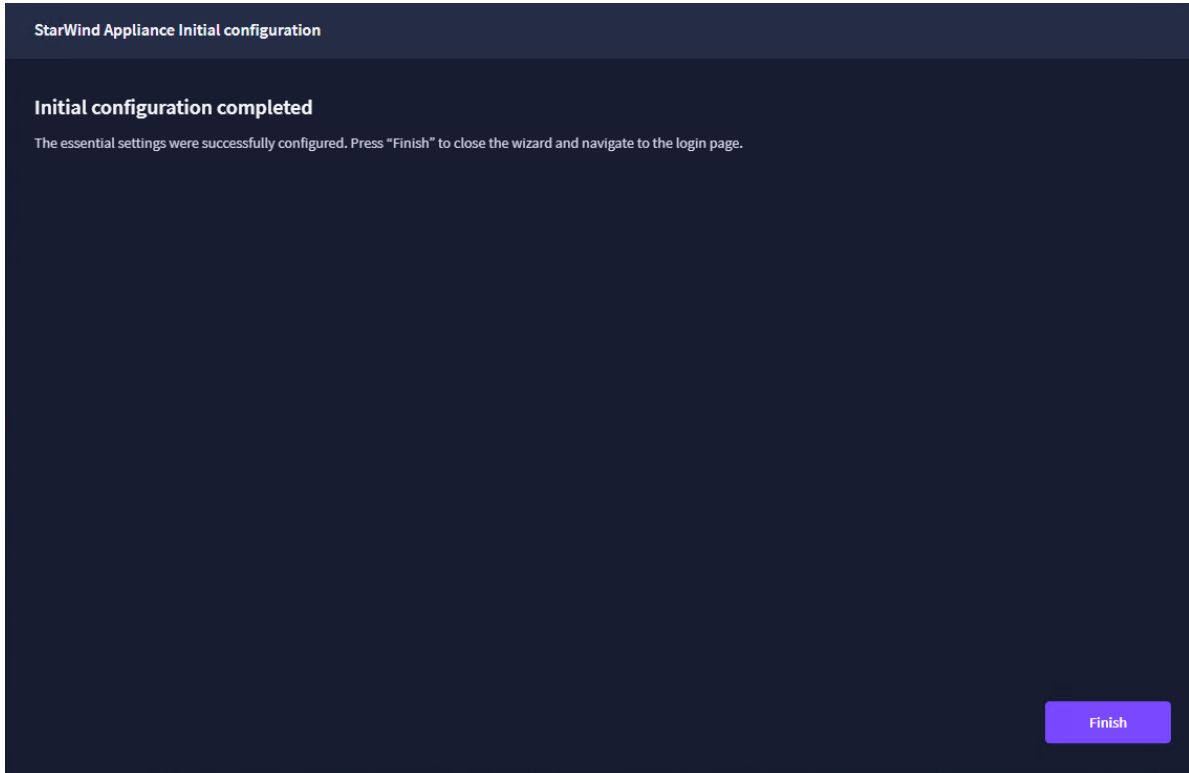 StarWind Appliance Initial configuration
Initial configuration completed
The essential settings were successfully configured. Press “Finish” to close the wizard and navigate to the login page.
Finish